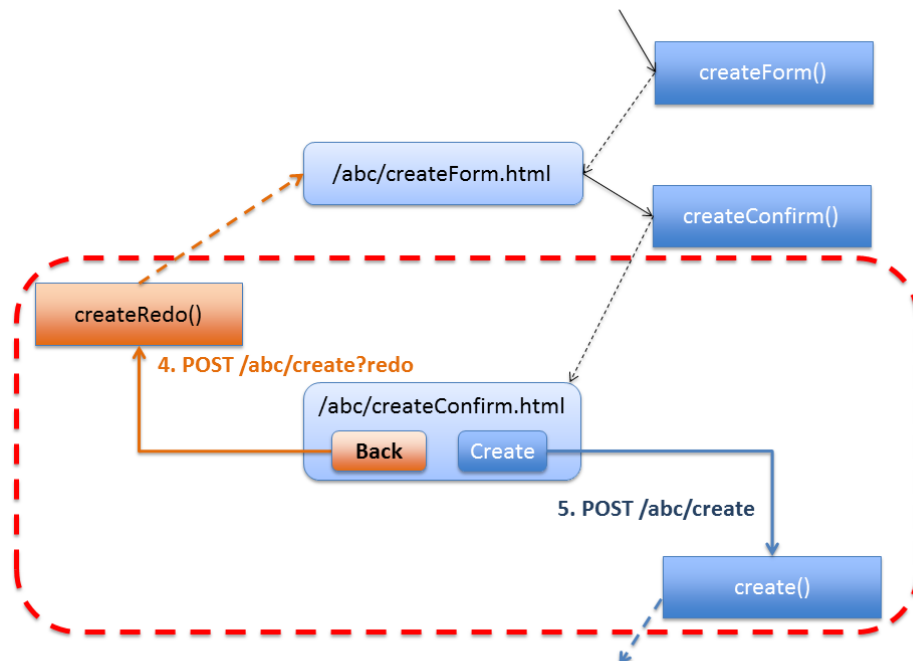 createForm()
/abc/createForm.html
createConfirm()
createRedo()
4. POST /abc/create?redo
/abc/createConfirm.html
Back
Create
5. POST /abc/create
create()